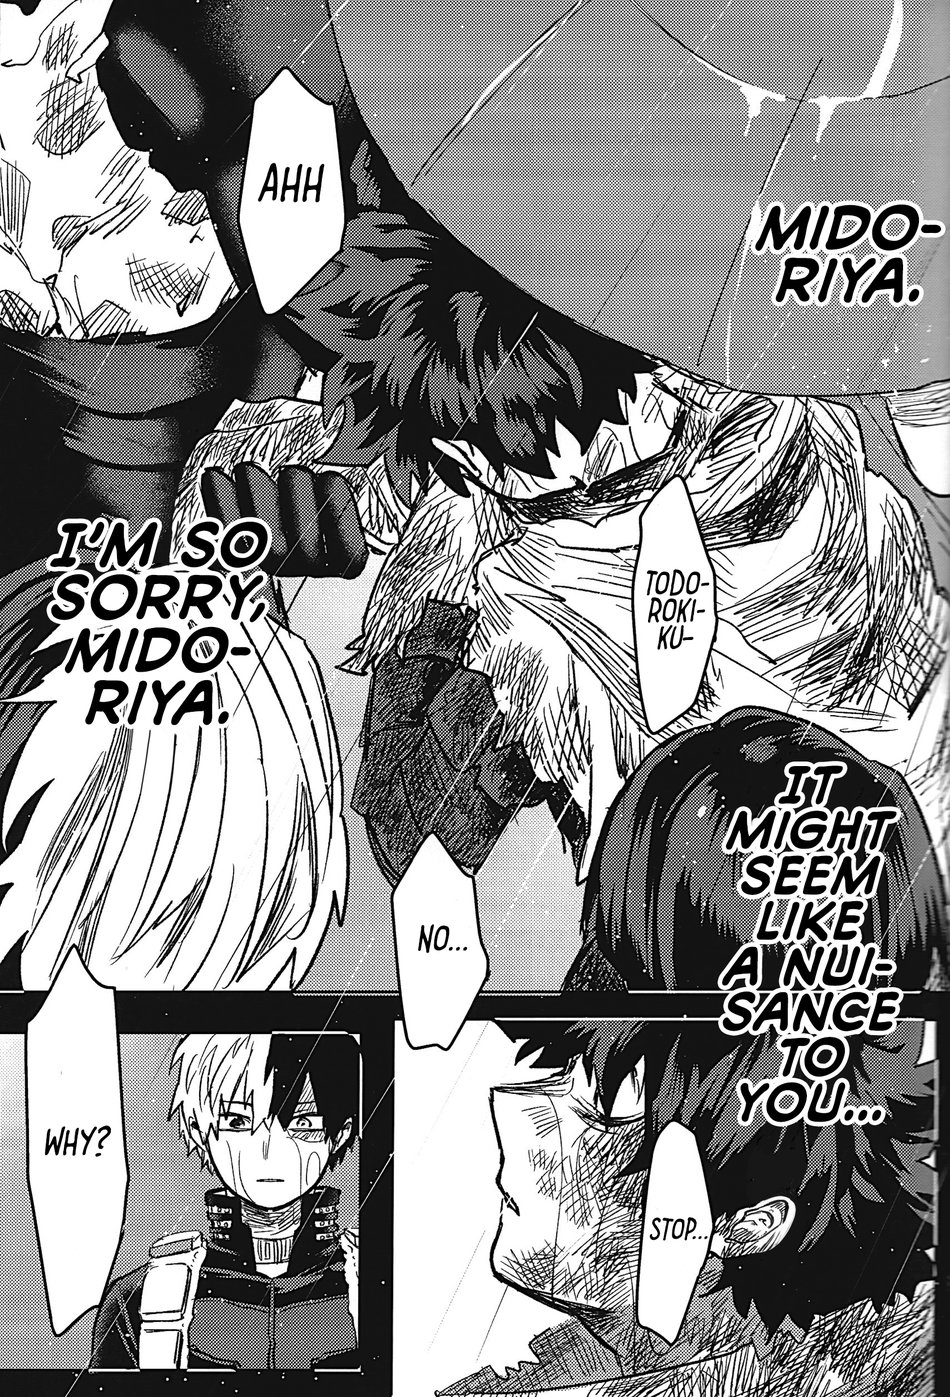 MIDO-
RIYA.
AHH
TODO-
ROKI-
KU-
I'M SO
SORRY,
MIDO-
RIYA.
IT
MIGHT
SEEM
LIKE
A NUI-
SANCE
TO
YOU...
NO...
STOP...
WHY?